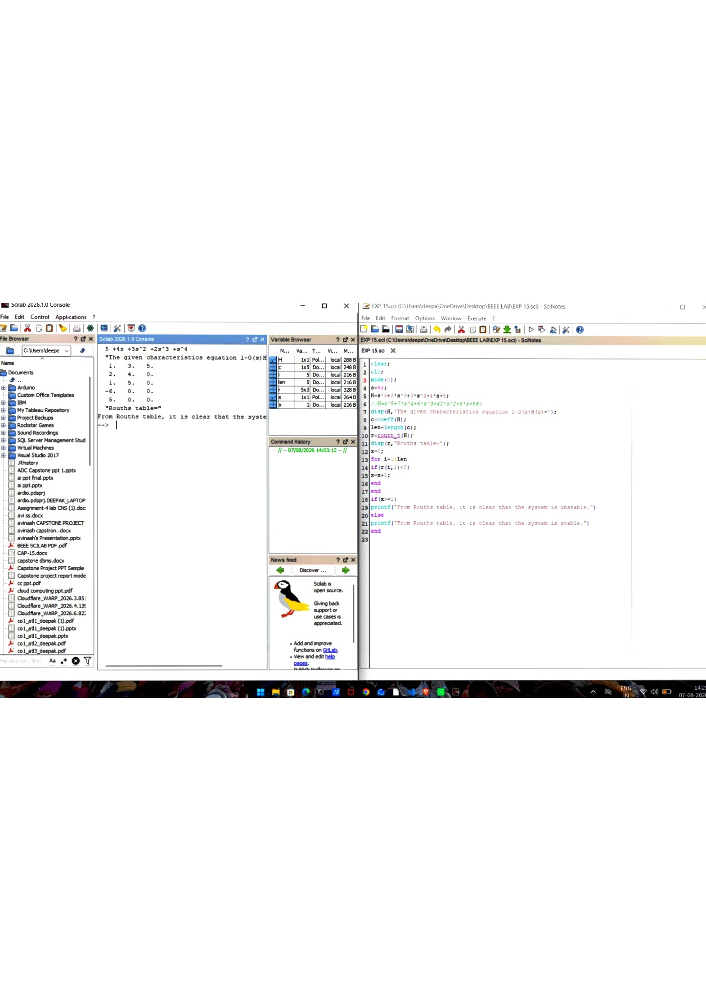 Scilab 2026.1.0 Console
File Edit Control Applications ?
File Browser ?
C:\Users\deepa
Name
Documents
..
Arduino
Custom Office Templates
IBM
My Tableau Repository
Project Backups
Rockstar Games
Sound Recordings
SQL Server Management Stud
Virtual Machines
Visual Studio 2017
.Rhistory
ADC Capstone ppt 1.pptx
ai ppt final.pptx
ai ppt.pptx
ardio.pdsprj
ardio.pdsprj.DEEPAK_LAPTOP
Assignment-4 lab CNS (1).doc
avi ss.docx
avinash CAPSTONE PROJECT
avinash capstron..docx
avinash's Presentation.pptx
BEEE SCILAB PDF.pdf
CAP-15.docx
capstone dbms.docx
Capstone Project PPT Sample
Capstone project report mode
cc ppt.pdf
cloud computing ppt.pdf
Cloudflare_WARP_2026.3.851
Cloudflare_WARP_2026.4.139
Cloudflare_WARP_2026.6.822
co1_atl1_deepak (1).pdf
co1_atl1_deepak (1).pptx
co1_atl1_deepak.pptx
co1_atl2_deepak.pdf
co1_atl3_deepak.pdf
File/directory filter Aa .*
Scilab 2026.1.0 Console ?
5 +4s +3s^2 +2s^3 +s^4
"The given characteristics equation 1-G(s)H
1. 3. 5.
2. 4. 0.
1. 5. 0.
-6. 0. 0.
5. 0. 0.
"Rouths table="
From Rouths table, it is clear that the syste
-->
Variable Browser ?
N... Va... T... Vi... M...
H 1x1 Pol... local 288 B
c 1x5 Do... local 248 B
i 5 Do... local 216 B
len 5 Do... local 216 B
r 5x3 Do... local 328 B
s 1x1 Pol... local 264 B
x 1 Do... local 216 B
Command History ?
// -- 07/08/2026 14:03:12 -- //
News feed ?
Discover ...
Scilab is
open source.
Giving back
support or
use cases is
appreciated.
• Add and improve
functions on GitLab,
• View and edit help
pages,
Publish toolboxes on
EXP 15.sci (C:\Users\deepa\OneDrive\Desktop\BEEE LAB\EXP 15.sci) - SciNotes
File Edit Format Options Window Execute ?
EXP 15.sci (C:\Users\deepa\OneDrive\Desktop\BEEE LAB\EXP 15.sci) - SciNotes
EXP 15.sci
1 clear;
2 clc;
3 mode(0);
4 s=%s;
5 H=s^4+2*s^3+3*s^2+4*s+5;
6 //H=s^5+7*s^4+6*s^3+42*s^2+8*s+56;
7 disp(H,'The given characteristics equation 1-G(s)H(s)=');
8 c=coeff(H);
9 len=length(c);
10 r=routh_t(H);
11 disp(r,"Rouths table=");
12 x=0;
13 for i=1:len
14 if(r(i,1)<0)
15 x=x+1;
16 end
17 end
18 if(x>=1)
19 printf("From Rouths table, it is clear that the system is unstable.")
20 else
21 printf("From Rouths table, it is clear that the system is stable.")
22 end
23
ENG
IN
14:25
07-08-2026